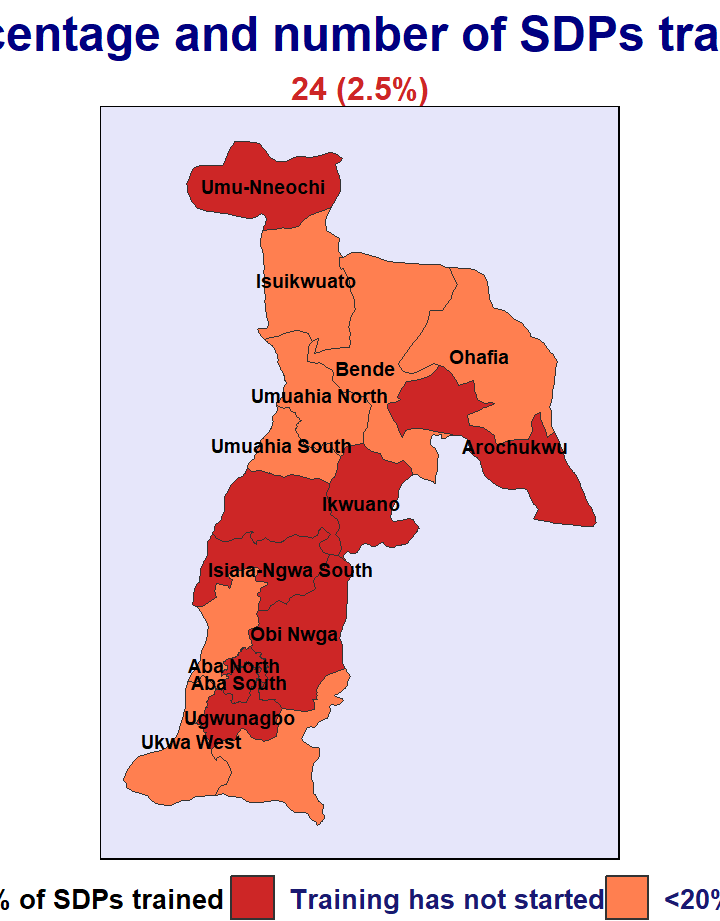 centage and number of SDPs tra
24 (2.5%)
Umu-Nneochi
Isuikwuato
Ohafia
Bende
Umuahia North
Umuahia South
Arochukwu
Ikwuano
Isiala-Ngwa South
Obi Nwga
Aba North
Aba South
Ugwunagbo
Ukwa West
% of SDPs trained Training has not started <20%